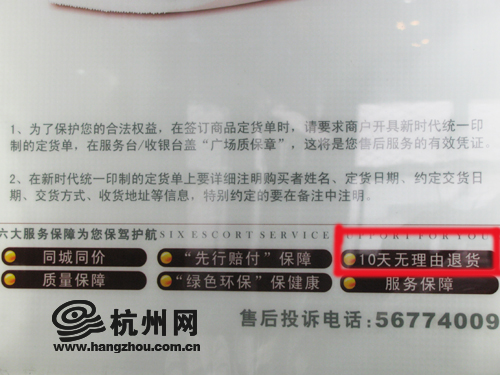 1、为了保护您的合法权益，在签订商品定货单时，请要求商户开具新时代统一印
制的定货单，在服务台/收银台盖“广场质保章”，这将是您售后服务的有效凭证。
2、在新时代统一印制的定货单上要详细注明购买者姓名、定货日期、约定交货日
期、交货方式、收货地址等信息，特别约定的要在备注中注明。
六大服务保障为您保驾护航 SIX ESCORT SERVICE SUPPORT FOR YOU
同城同价 “先行赔付”保障 10天无理由退货
质量保障 “绿色环保”保健康 服务保障
售后投诉电话:56774009
杭州网
www.hangzhou.com.cn